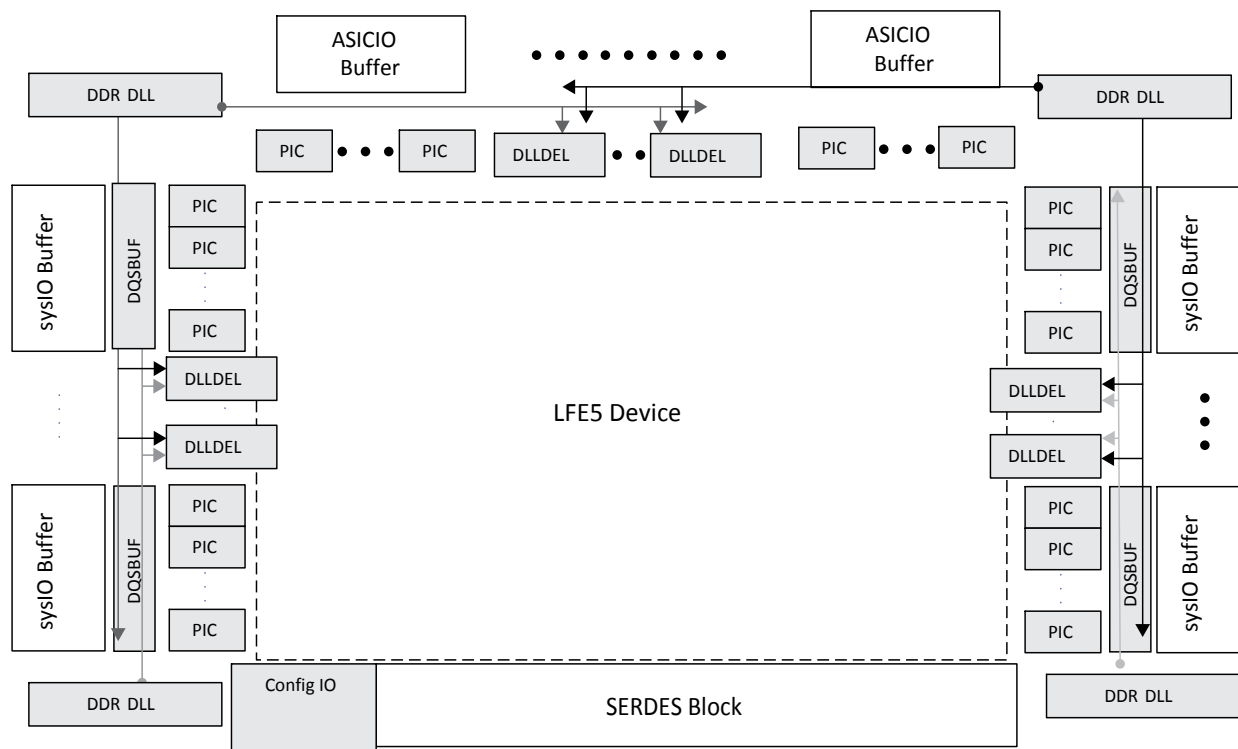 ASICIO
Buffer
ASICIO
Buffer
DDR DLL
DDR DLL
PIC
PIC
DLLDEL
DLLDEL
PIC
PIC
sysIO Buffer
DQSBUF
PIC
PIC
PIC
DLLDEL
DLLDEL
sysIO Buffer
DQSBUF
PIC
PIC
PIC
LFE5 Device
PIC
PIC
PIC
DQSBUF
sysIO Buffer
DLLDEL
DLLDEL
PIC
PIC
PIC
DQSBUF
sysIO Buffer
DDR DLL
Config IO
SERDES Block
DDR DLL